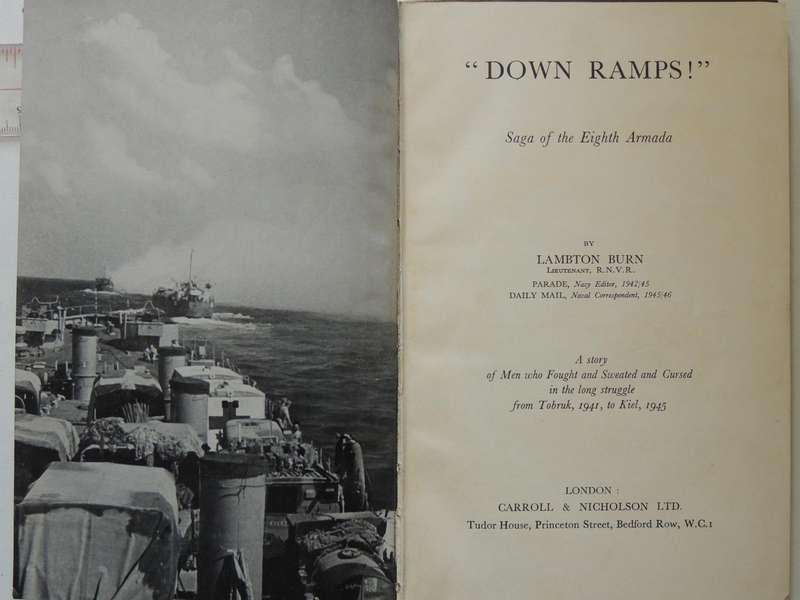 "DOWN RAMPS!"
Saga of the Eighth Armada
BY
LAMBTON BURN
LIEUTENANT, R.N.V.R.
PARADE, Navy Editor, 1942/45
DAILY MAIL, Naval Correspondent, 1945/46
A story
of Men who Fought and Sweated and Cursed
in the long struggle
from Tobruk, 1941, to Kiel, 1945
LONDON :
CARROLL & NICHOLSON LTD.
Tudor House, Princeton Street, Bedford Row, W.C.1